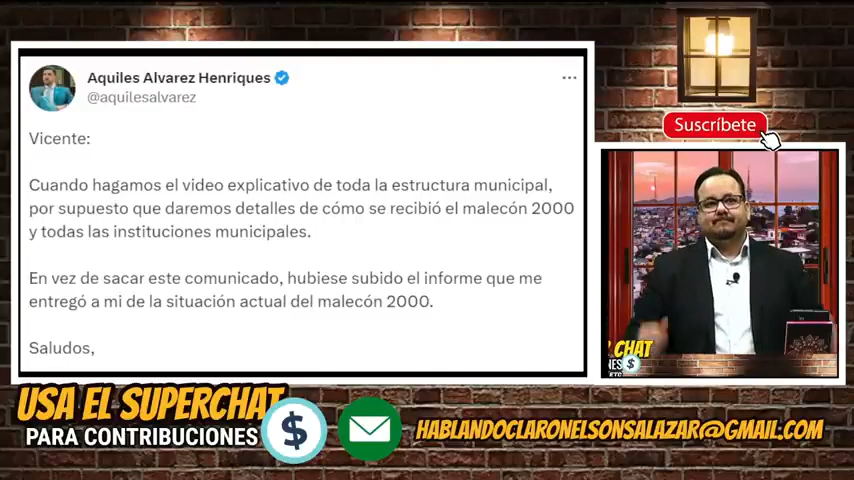 Aquiles Alvarez Henriques
@aquilesalvarez
Vicente:
Cuando hagamos el video explicativo de toda la estructura municipal,
por supuesto que daremos detalles de cómo se recibió el malecón 2000
y todas las instituciones municipales.
En vez de sacar este comunicado, hubiese subido el informe que me
entregó a mi de la situación actual del malecón 2000.
Saludos,
Suscríbete
CHAT
$
USA EL SUPERCHAT
PARA CONTRIBUCIONES
$
HABLANDOCLARONELSONSALAZAR@GMAIL.COM